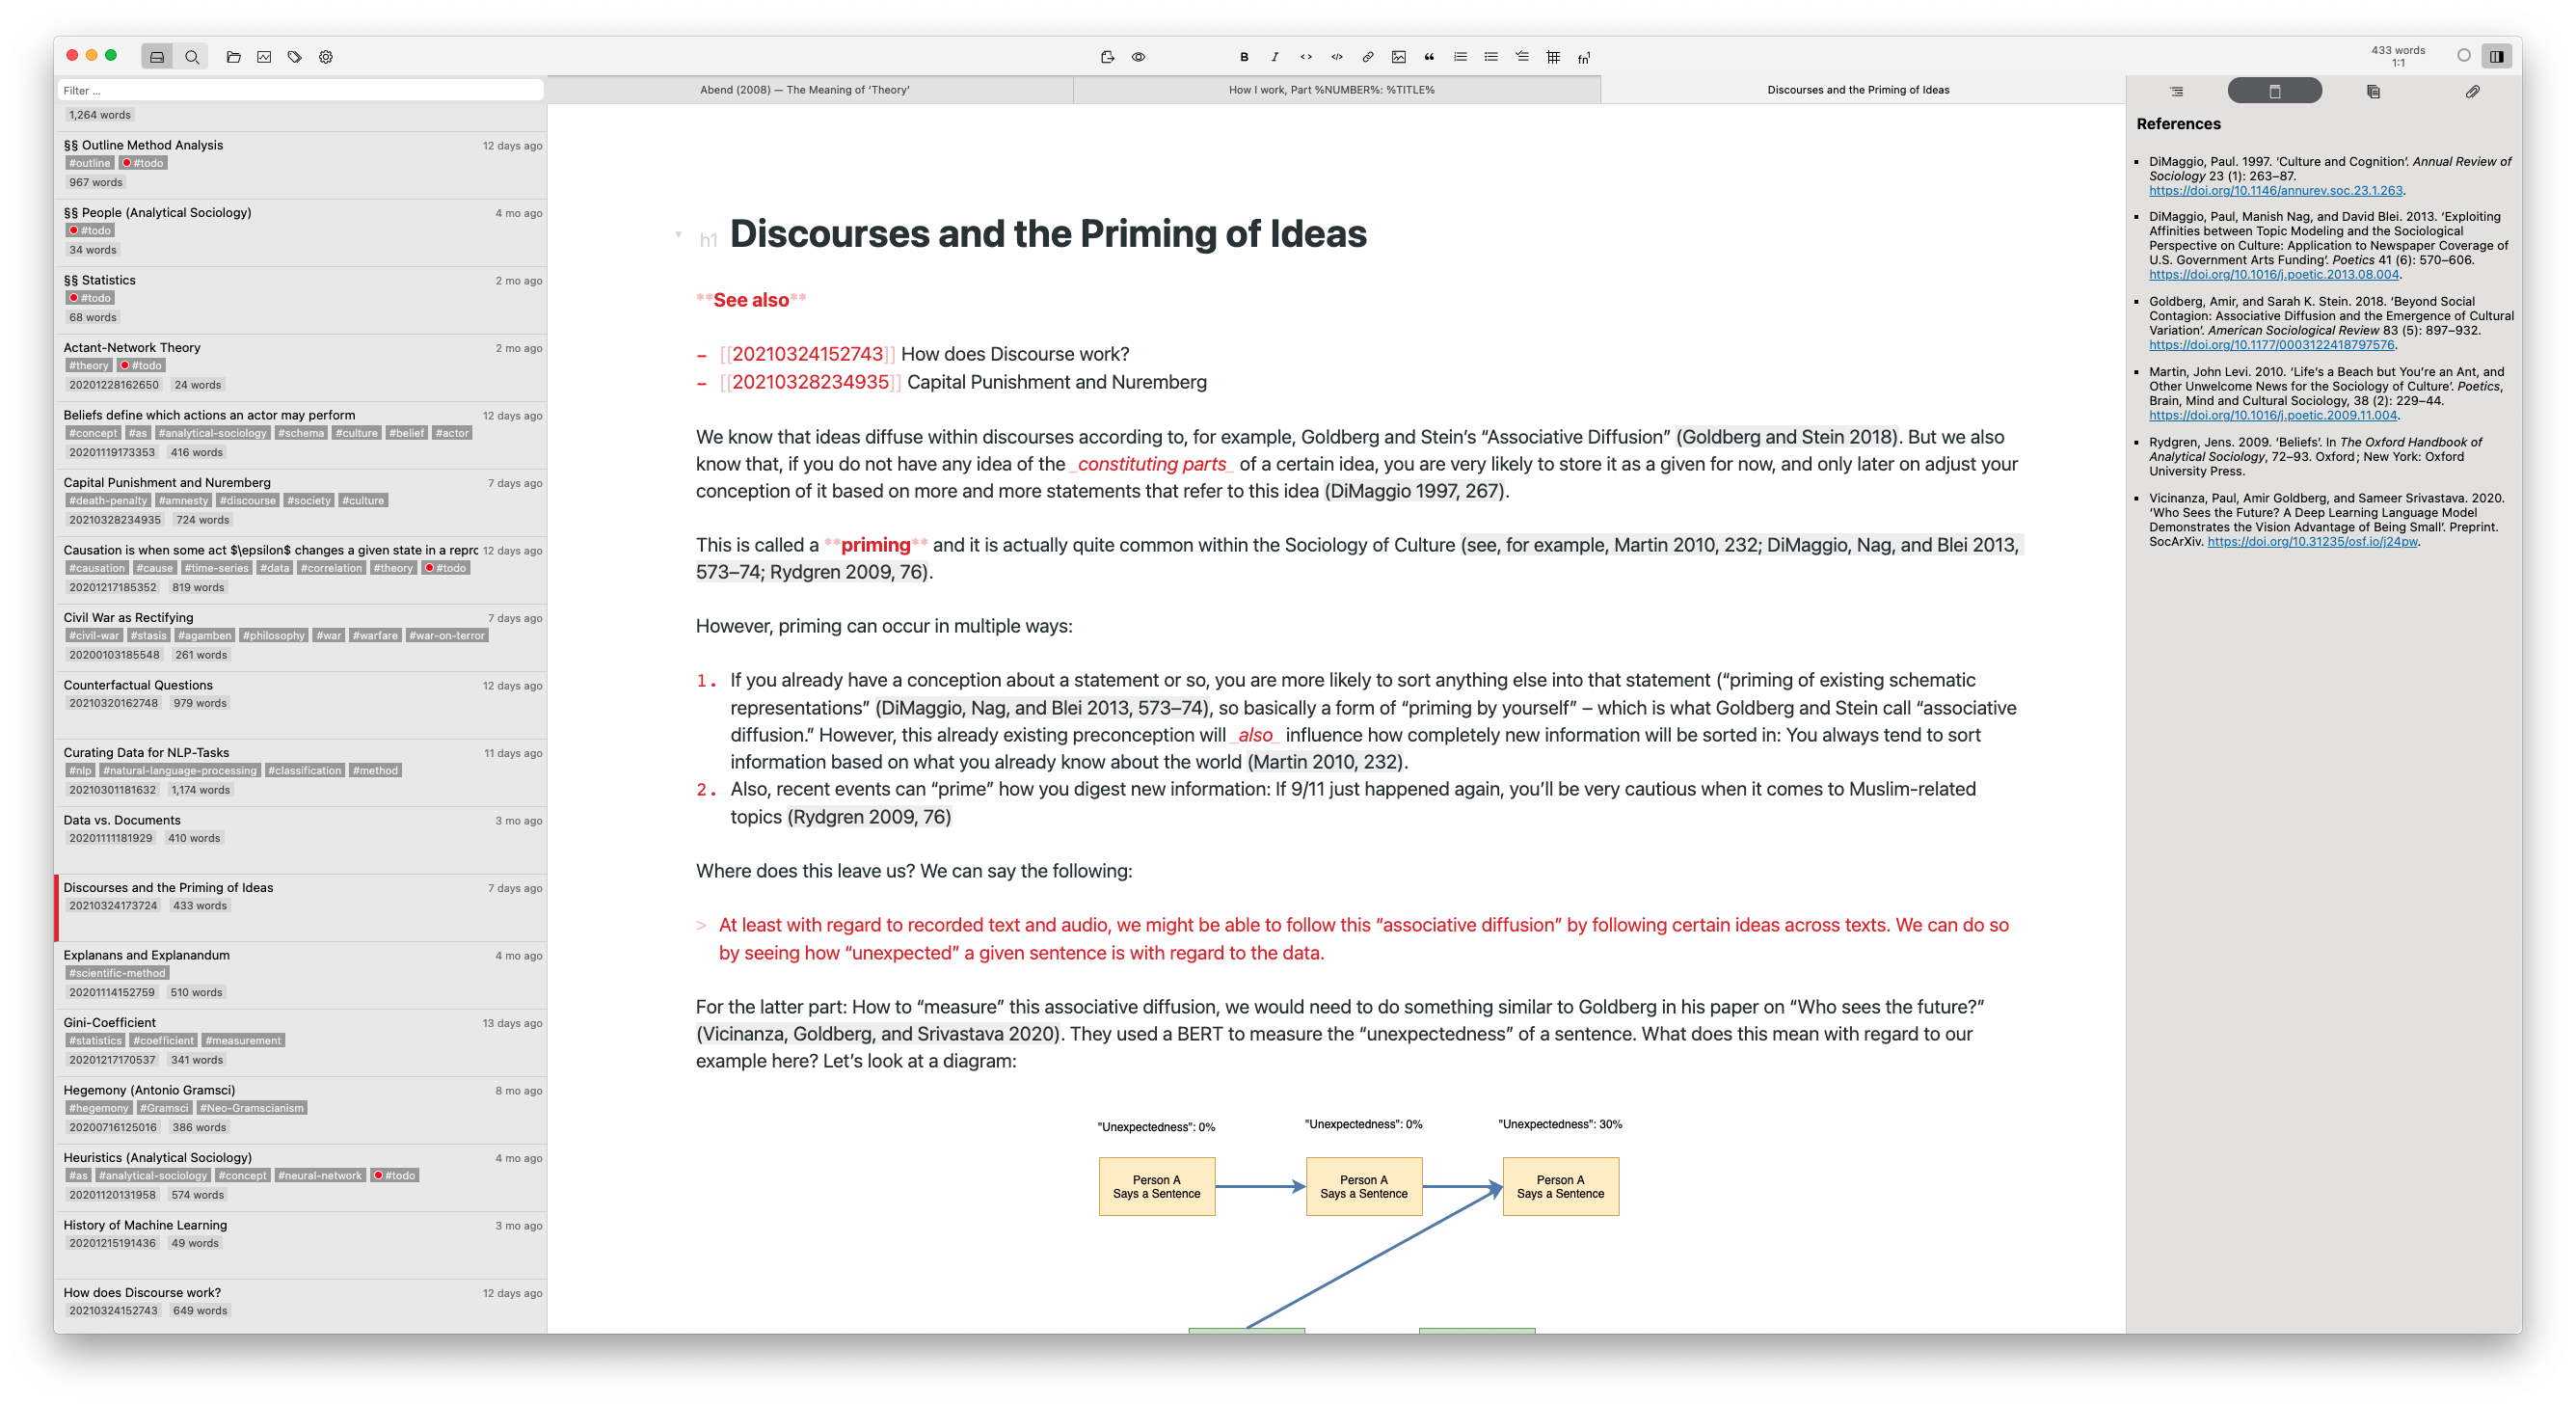 433 words
1:1
Filter ...
1,264 words
§§ Outline Method Analysis 12 days ago
#outline #todo
967 words
§§ People (Analytical Sociology) 4 mo ago
#todo
34 words
§§ Statistics 2 mo ago
#todo
68 words
Actant-Network Theory 2 mo ago
#theory #todo
20201228162650 24 words
Beliefs define which actions an actor may perform 12 days ago
#concept #as #analytical-sociology #schema #culture #belief #actor
20201119173353 416 words
Capital Punishment and Nuremberg 7 days ago
#death-penalty #amnesty #discourse #society #culture
20210328234935 724 words
Causation is when some act $\epsilon$ changes a given state in a repro 12 days ago
#causation #cause #time-series #data #correlation #theory #todo
20201217185352 819 words
Civil War as Rectifying 7 days ago
#civil-war #stasis #agamben #philosophy #war #warfare #war-on-terror
20200103185548 261 words
Counterfactual Questions 12 days ago
20210320162748 979 words
Curating Data for NLP-Tasks 11 days ago
#nlp #natural-language-processing #classification #method
20210301181632 1,174 words
Data vs. Documents 3 mo ago
20201111181929 410 words
Discourses and the Priming of Ideas 7 days ago
20210324173724 433 words
Explanans and Explanandum 4 mo ago
#scientific-method
20201114152759 510 words
Gini-Coefficient 13 days ago
#statistics #coefficient #measurement
20201217170537 341 words
Hegemony (Antonio Gramsci) 8 mo ago
#hegemony #Gramsci #Neo-Gramscianism
20200716125016 386 words
Heuristics (Analytical Sociology) 4 mo ago
#as #analytical-sociology #concept #neural-network #todo
20201120131958 574 words
History of Machine Learning 3 mo ago
20201215191436 49 words
How does Discourse work? 12 days ago
20210324152743 649 words
B I fn1
Abend (2008) — The Meaning of ‘Theory’ How I work, Part %NUMBER%: %TITLE% Discourses and the Priming of Ideas
h1 Discourses and the Priming of Ideas
**See also**
– [[20210324152743]] How does Discourse work?
– [[20210328234935]] Capital Punishment and Nuremberg
We know that ideas diffuse within discourses according to, for example, Goldberg and Stein’s “Associative Diffusion” (Goldberg and Stein 2018). But we also
know that, if you do not have any idea of the _constituting parts_ of a certain idea, you are very likely to store it as a given for now, and only later on adjust your
conception of it based on more and more statements that refer to this idea (DiMaggio 1997, 267).
This is called a **priming** and it is actually quite common within the Sociology of Culture (see, for example, Martin 2010, 232; DiMaggio, Nag, and Blei 2013,
573–74; Rydgren 2009, 76).
However, priming can occur in multiple ways:
1. If you already have a conception about a statement or so, you are more likely to sort anything else into that statement (“priming of existing schematic
representations” (DiMaggio, Nag, and Blei 2013, 573–74), so basically a form of “priming by yourself” – which is what Goldberg and Stein call “associative
diffusion.” However, this already existing preconception will _also_ influence how completely new information will be sorted in: You always tend to sort
information based on what you already know about the world (Martin 2010, 232).
2. Also, recent events can “prime” how you digest new information: If 9/11 just happened again, you’ll be very cautious when it comes to Muslim-related
topics (Rydgren 2009, 76)
Where does this leave us? We can say the following:
> At least with regard to recorded text and audio, we might be able to follow this “associative diffusion” by following certain ideas across texts. We can do so
by seeing how “unexpected” a given sentence is with regard to the data.
For the latter part: How to “measure” this associative diffusion, we would need to do something similar to Goldberg in his paper on “Who sees the future?”
(Vicinanza, Goldberg, and Srivastava 2020). They used a BERT to measure the “unexpectedness” of a sentence. What does this mean with regard to our
example here? Let’s look at a diagram:
"Unexpectedness": 0% "Unexpectedness": 0% "Unexpectedness": 30%
Person A Person A Person A
Says a Sentence Says a Sentence Says a Sentence
References
▪ DiMaggio, Paul. 1997. ‘Culture and Cognition’. Annual Review of
Sociology 23 (1): 263–87.
https://doi.org/10.1146/annurev.soc.23.1.263.
▪ DiMaggio, Paul, Manish Nag, and David Blei. 2013. ‘Exploiting
Affinities between Topic Modeling and the Sociological
Perspective on Culture: Application to Newspaper Coverage of
U.S. Government Arts Funding’. Poetics 41 (6): 570–606.
https://doi.org/10.1016/j.poetic.2013.08.004.
▪ Goldberg, Amir, and Sarah K. Stein. 2018. ‘Beyond Social
Contagion: Associative Diffusion and the Emergence of Cultural
Variation’. American Sociological Review 83 (5): 897–932.
https://doi.org/10.1177/0003122418797576.
▪ Martin, John Levi. 2010. ‘Life’s a Beach but You’re an Ant, and
Other Unwelcome News for the Sociology of Culture’. Poetics,
Brain, Mind and Cultural Sociology, 38 (2): 229–44.
https://doi.org/10.1016/j.poetic.2009.11.004.
▪ Rydgren, Jens. 2009. ‘Beliefs’. In The Oxford Handbook of
Analytical Sociology, 72–93. Oxford ; New York: Oxford
University Press.
▪ Vicinanza, Paul, Amir Goldberg, and Sameer Srivastava. 2020.
‘Who Sees the Future? A Deep Learning Language Model
Demonstrates the Vision Advantage of Being Small’. Preprint.
SocArXiv. https://doi.org/10.31235/osf.io/j24pw.